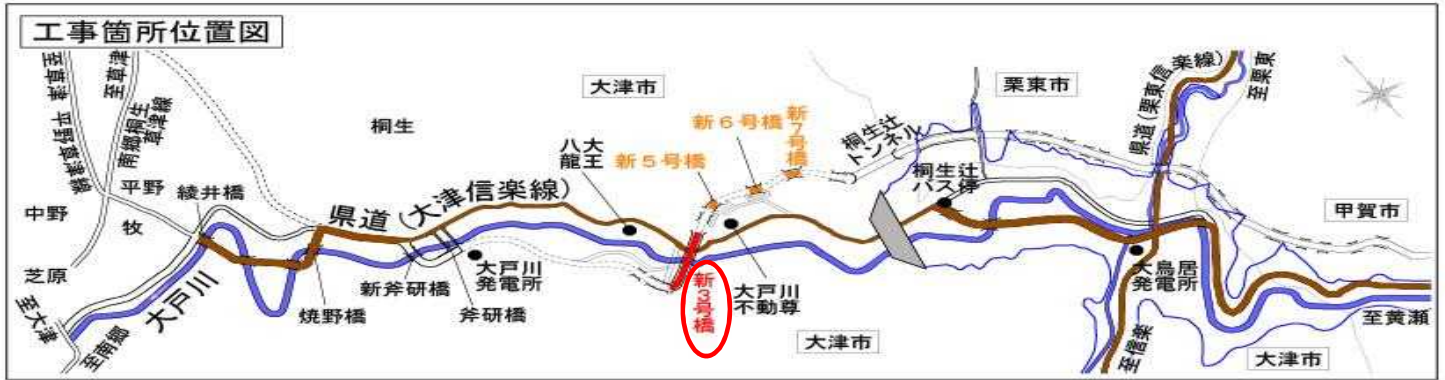 工事箇所位置図
至草津 平野草津線
至草津
南郷桐生草津線
桐生
大津市
栗東市
県道(栗東信楽線)
至栗東
新6号橋
新7号橋
桐生辻
トンネル
八大
龍王
新5号橋
桐生辻
バス停
平野
綾井橋
中野
牧
県道(大津信楽線)
甲賀市
芝原
大戸川
新斧研橋
大戸川
発電所
新3号橋
大戸川
不動尊
大鳥居
発電所
至大津
至南郷
焼野橋
斧研橋
大津市
至信楽
大津市
至黄瀬